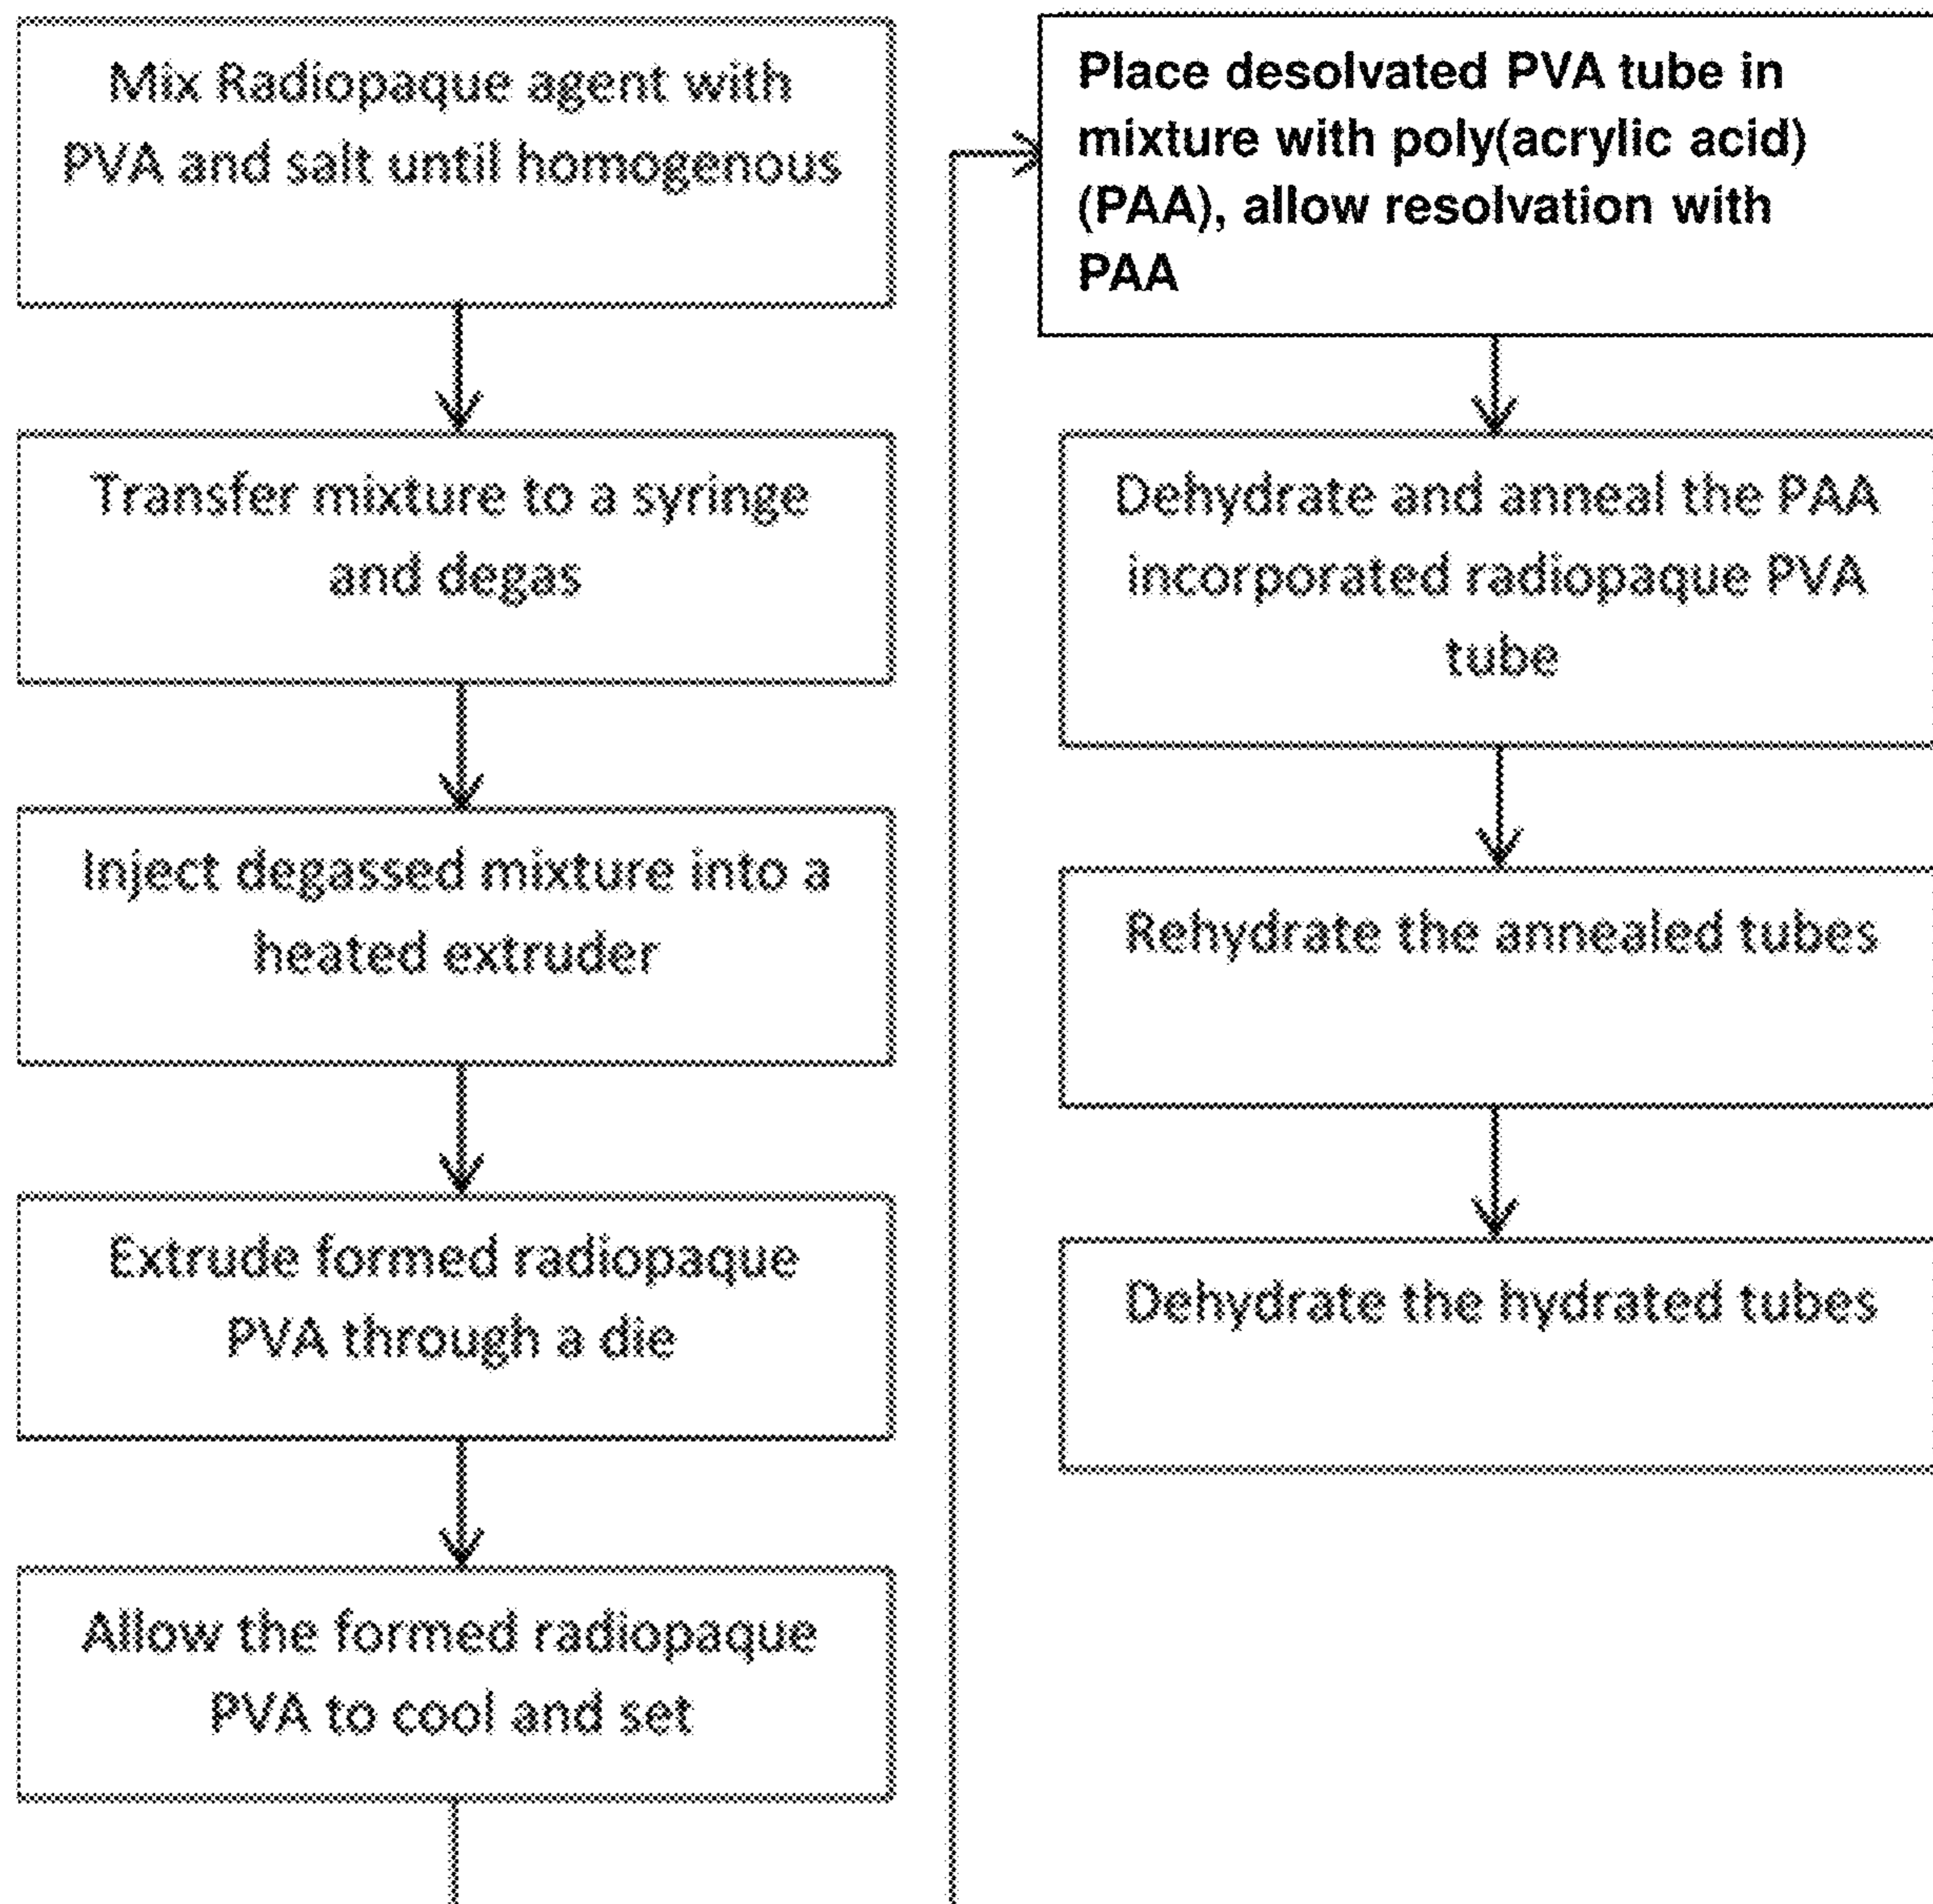 Mix Radiopaque agent with
PVA and salt until homogenous
Transfer mixture to a syringe
and degas
Inject degassed mixture into a
heated extruder
Extrude formed radiopaque
PVA through a die
Allow the formed radiopaque
PVA to cool and set
Place desolvated PVA tube in
mixture with poly(acrylic acid)
(PAA), allow resolvation with
PAA
Dehydrate and anneal the PAA
incorporated radiopaque PVA
tube
Rehydrate the annealed tubes
Dehydrate the hydrated tubes